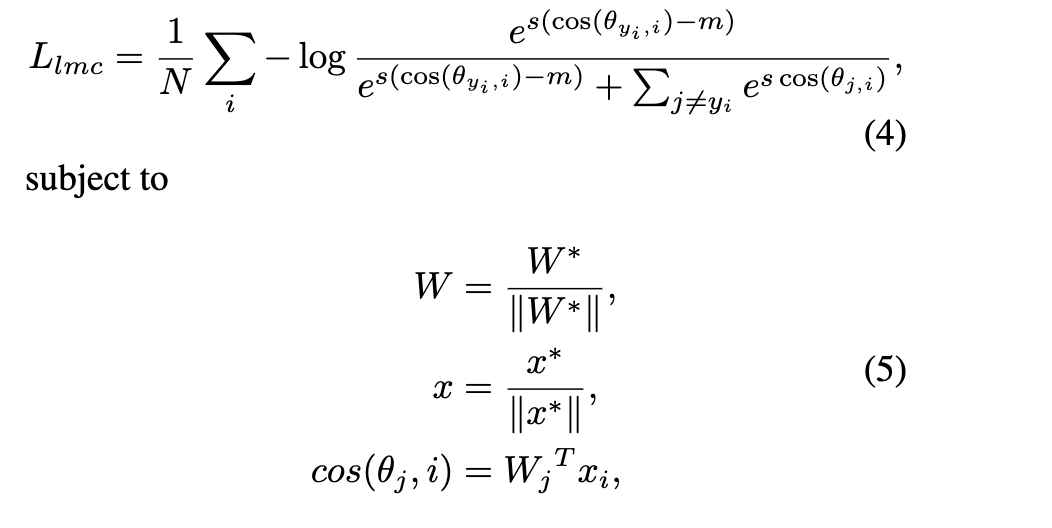 $$L_{lmc} = \frac{1}{N} \sum_{i} -\log \frac{e^{s(\cos(\theta_{y_i,i})-m)}}{e^{s(\cos(\theta_{y_i,i})-m)} + \sum_{j \neq y_i} e^{s\cos(\theta_{j,i})}},$$
(4)
subject to
$$W = \frac{W^*}{\|W^*\|},$$
$$x = \frac{x^*}{\|x^*\|},$$
(5)
$$cos(\theta_j, i) = {W_j}^T x_i,$$